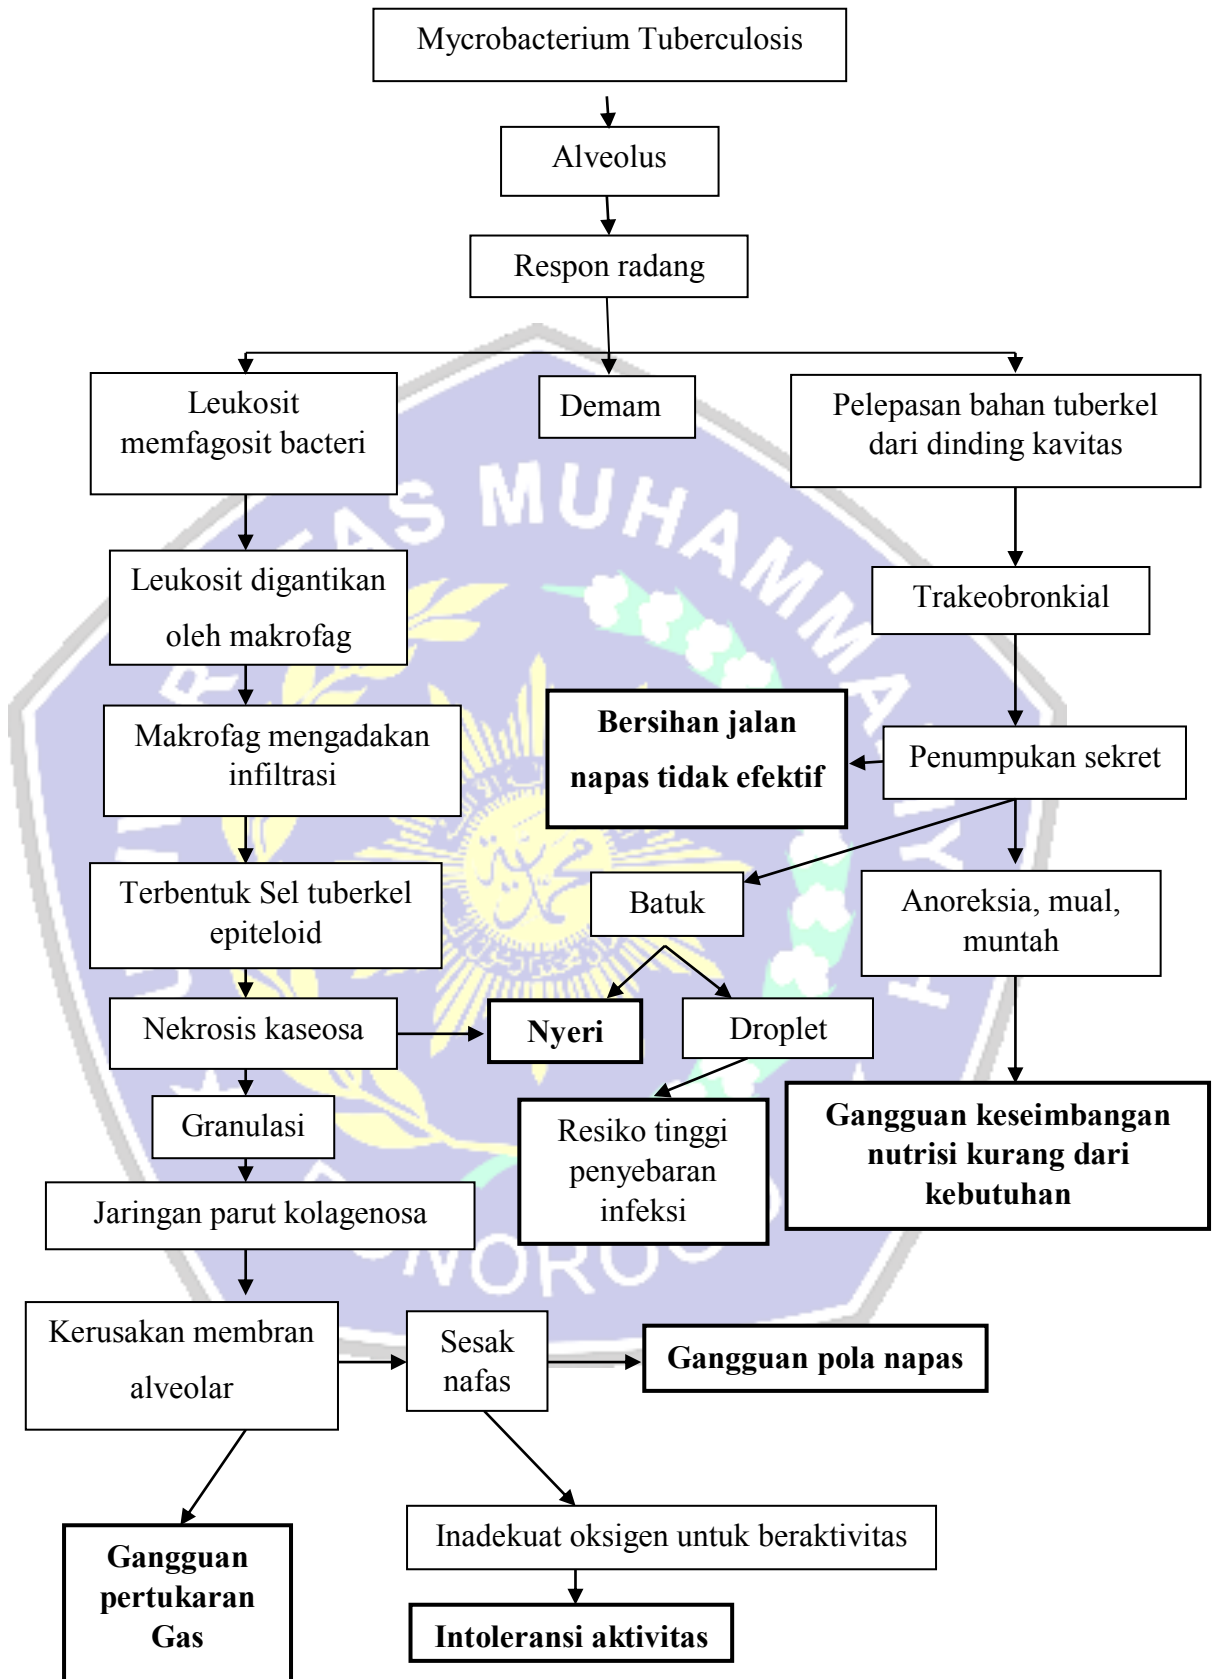 Mycrobacterium Tuberculosis
Alveolus
Respon radang
Leukosit
memfagosit bacteri
Demam
Pelepasan bahan tuberkel
dari dinding kavitas
Leukosit digantikan
oleh makrofag
Trakeobronkial
Makrofag mengadakan
infiltrasi
Bersihan jalan
napas tidak efektif
Penumpukan sekret
Terbentuk Sel tuberkel
epiteloid
Batuk
Anoreksia, mual,
muntah
Nekrosis kaseosa
Nyeri
Droplet
Granulasi
Resiko tinggi
penyebaran
infeksi
Gangguan keseimbangan
nutrisi kurang dari
kebutuhan
Jaringan parut kolagenosa
Kerusakan membran
alveolar
Sesak
nafas
Gangguan pola napas
Inadekuat oksigen untuk beraktivitas
Gangguan
pertukaran
Gas
Intoleransi aktivitas
TAS MUHAMMA